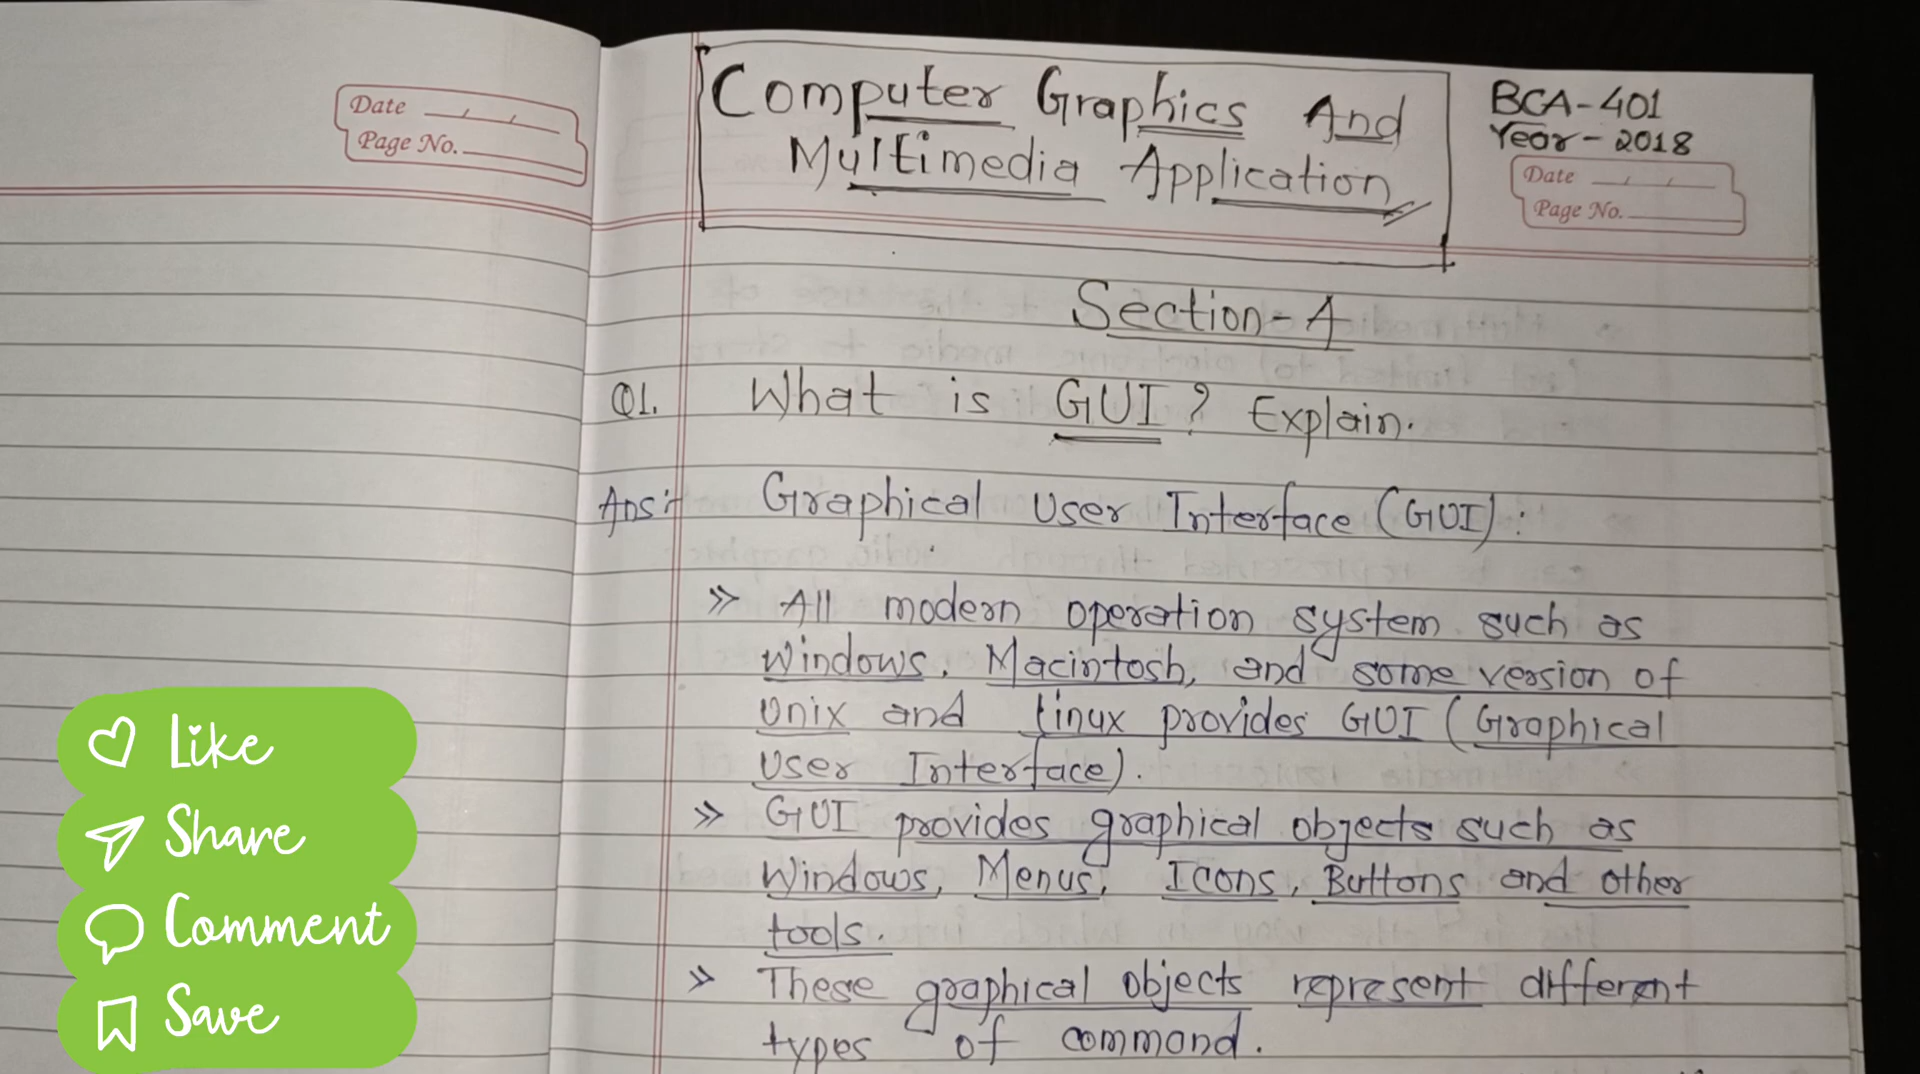 Date
Page No.
Computer Graphics And
Multimedia Application
BCA-401
Year - 2018
Date
Page No.
Section-A
Q1. What is GUI? Explain.
Ans:- Graphical User Interface (GUI):
» All modern operation system such as
Windows, Macintosh, and some version of
Unix and Linux provides GUI (Graphical
User Interface).
» GUI provides graphical objects such as
Windows, Menus, Icons, Buttons and other
tools.
» These graphical objects represent different
types of command.
Like
Share
Comment
Save